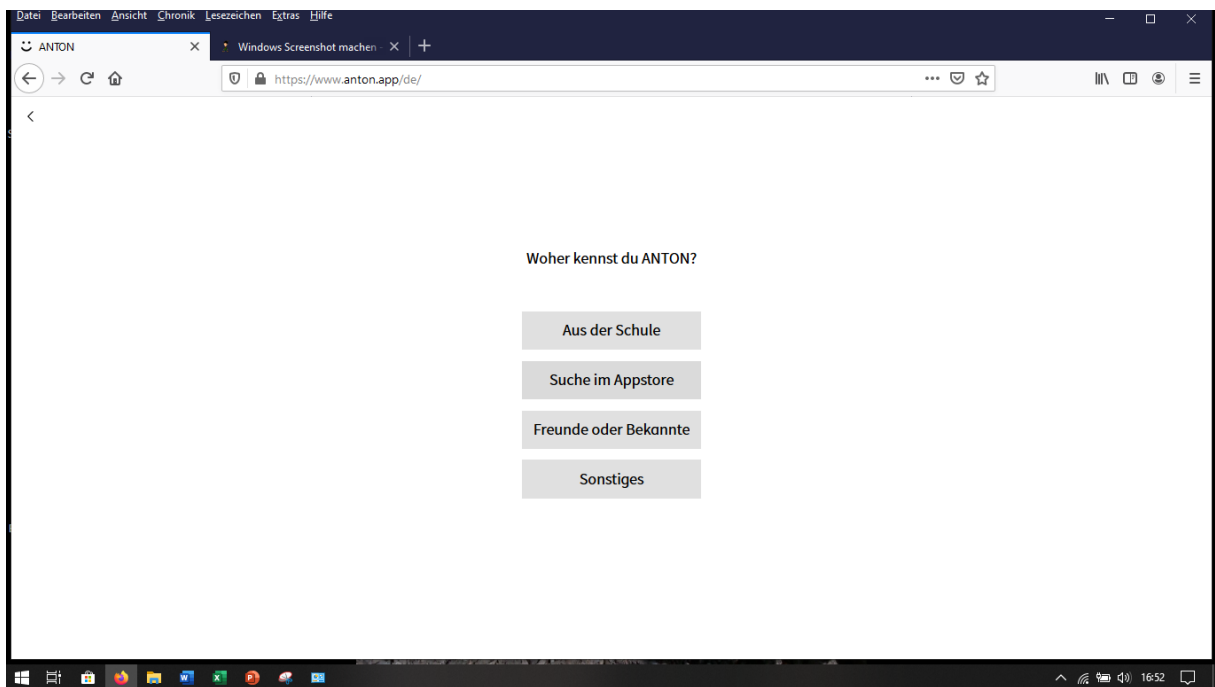 Datei Bearbeiten Ansicht Chronik Lesezeichen Extras Hilfe
ANTON
Windows Screenshot machen -
https://www.anton.app/de/
Woher kennst du ANTON?
Aus der Schule
Suche im Appstore
Freunde oder Bekannte
Sonstiges
16:52